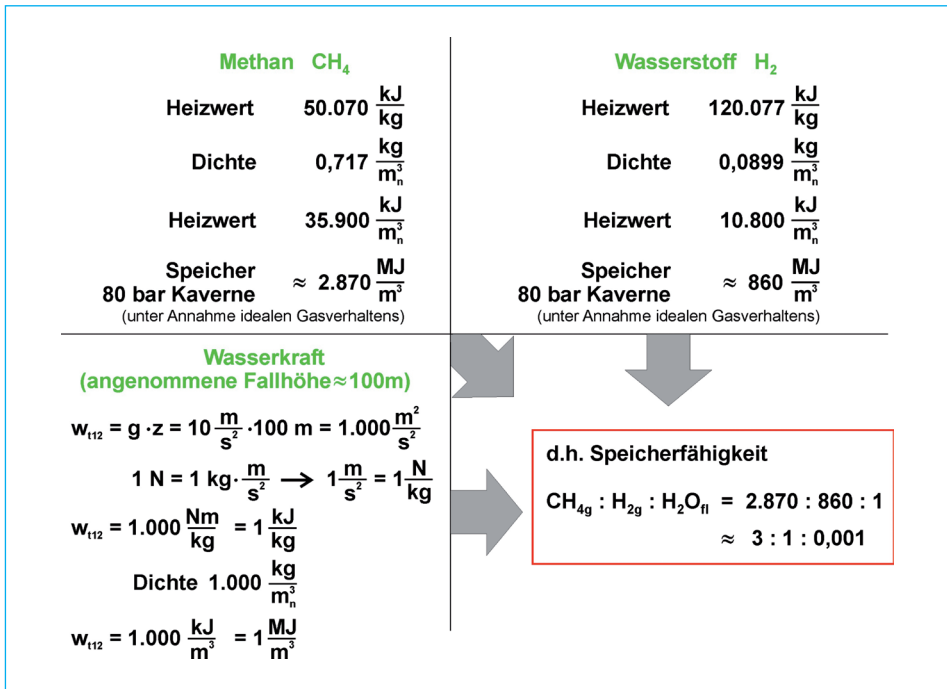 Methan CH₄
Heizwert 50.070 kJ/kg
Dichte 0,717 kg/m³ₙ
Heizwert 35.900 kJ/m³ₙ
Speicher
80 bar Kaverne ≈ 2.870 MJ/m³
(unter Annahme idealen Gasverhaltens)
Wasserstoff H₂
Heizwert 120.077 kJ/kg
Dichte 0,0899 kg/m³ₙ
Heizwert 10.800 kJ/m³ₙ
Speicher
80 bar Kaverne ≈ 860 MJ/m³
(unter Annahme idealen Gasverhaltens)
Wasserkraft
(angenommene Fallhöhe≈100m)
wₜ₁₂ = g · z = 10 m/s² · 100 m = 1.000 m²/s²
1 N = 1 kg · m/s² → 1 m/s² = 1 N/kg
wₜ₁₂ = 1.000 Nm/kg = 1 kJ/kg
Dichte 1.000 kg/m³ₙ
wₜ₁₂ = 1.000 kJ/m³ = 1 MJ/m³
d.h. Speicherfähigkeit
CH₄g : H₂g : H₂Ofl = 2.870 : 860 : 1
≈ 3 : 1 : 0,001